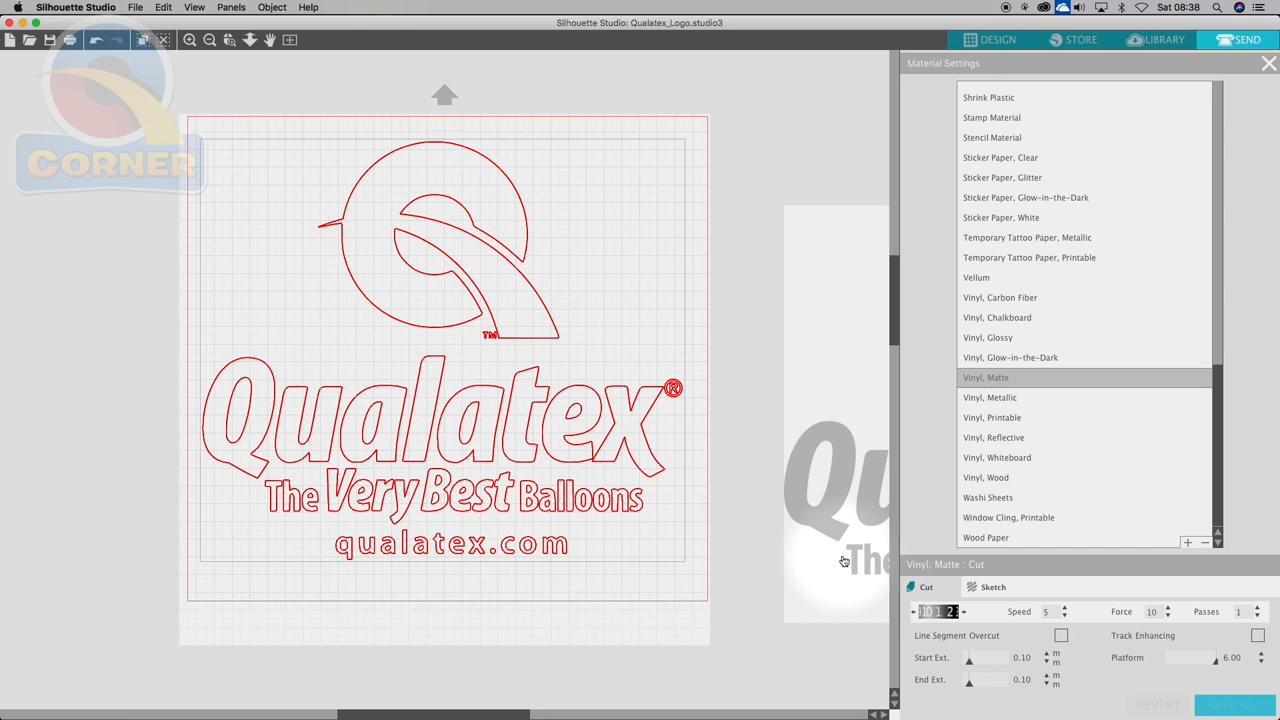 Silhouette Studio File Edit View Panels Object Help Sat 08:38
Silhouette Studio: Qualatex_Logo.studio3
DESIGN STORE LIBRARY SEND
Material Settings
CORNER
Shrink Plastic
Stamp Material
Stencil Material
Sticker Paper, Clear
Sticker Paper, Glitter
Sticker Paper, Glow-in-the-Dark
Sticker Paper, White
Temporary Tattoo Paper, Metallic
Temporary Tattoo Paper, Printable
Vellum
Vinyl, Carbon Fiber
Vinyl, Chalkboard
Vinyl, Glossy
Vinyl, Glow-in-the-Dark
Vinyl, Matte
Vinyl, Metallic
Vinyl, Printable
Vinyl, Reflective
Vinyl, Whiteboard
Vinyl, Wood
Washi Sheets
Window Cling, Printable
Wood Paper
TM
Qualatex®
The Very Best Balloons
qualatex.com
Qu
The
Vinyl, Matte : Cut
Cut Sketch
10 1 2 Speed 5 Force 10 Passes 1
Line Segment Overcut Track Enhancing
Start Ext. 0.10 mm Platform 6.00
End Ext. 0.10 mm
REVERT